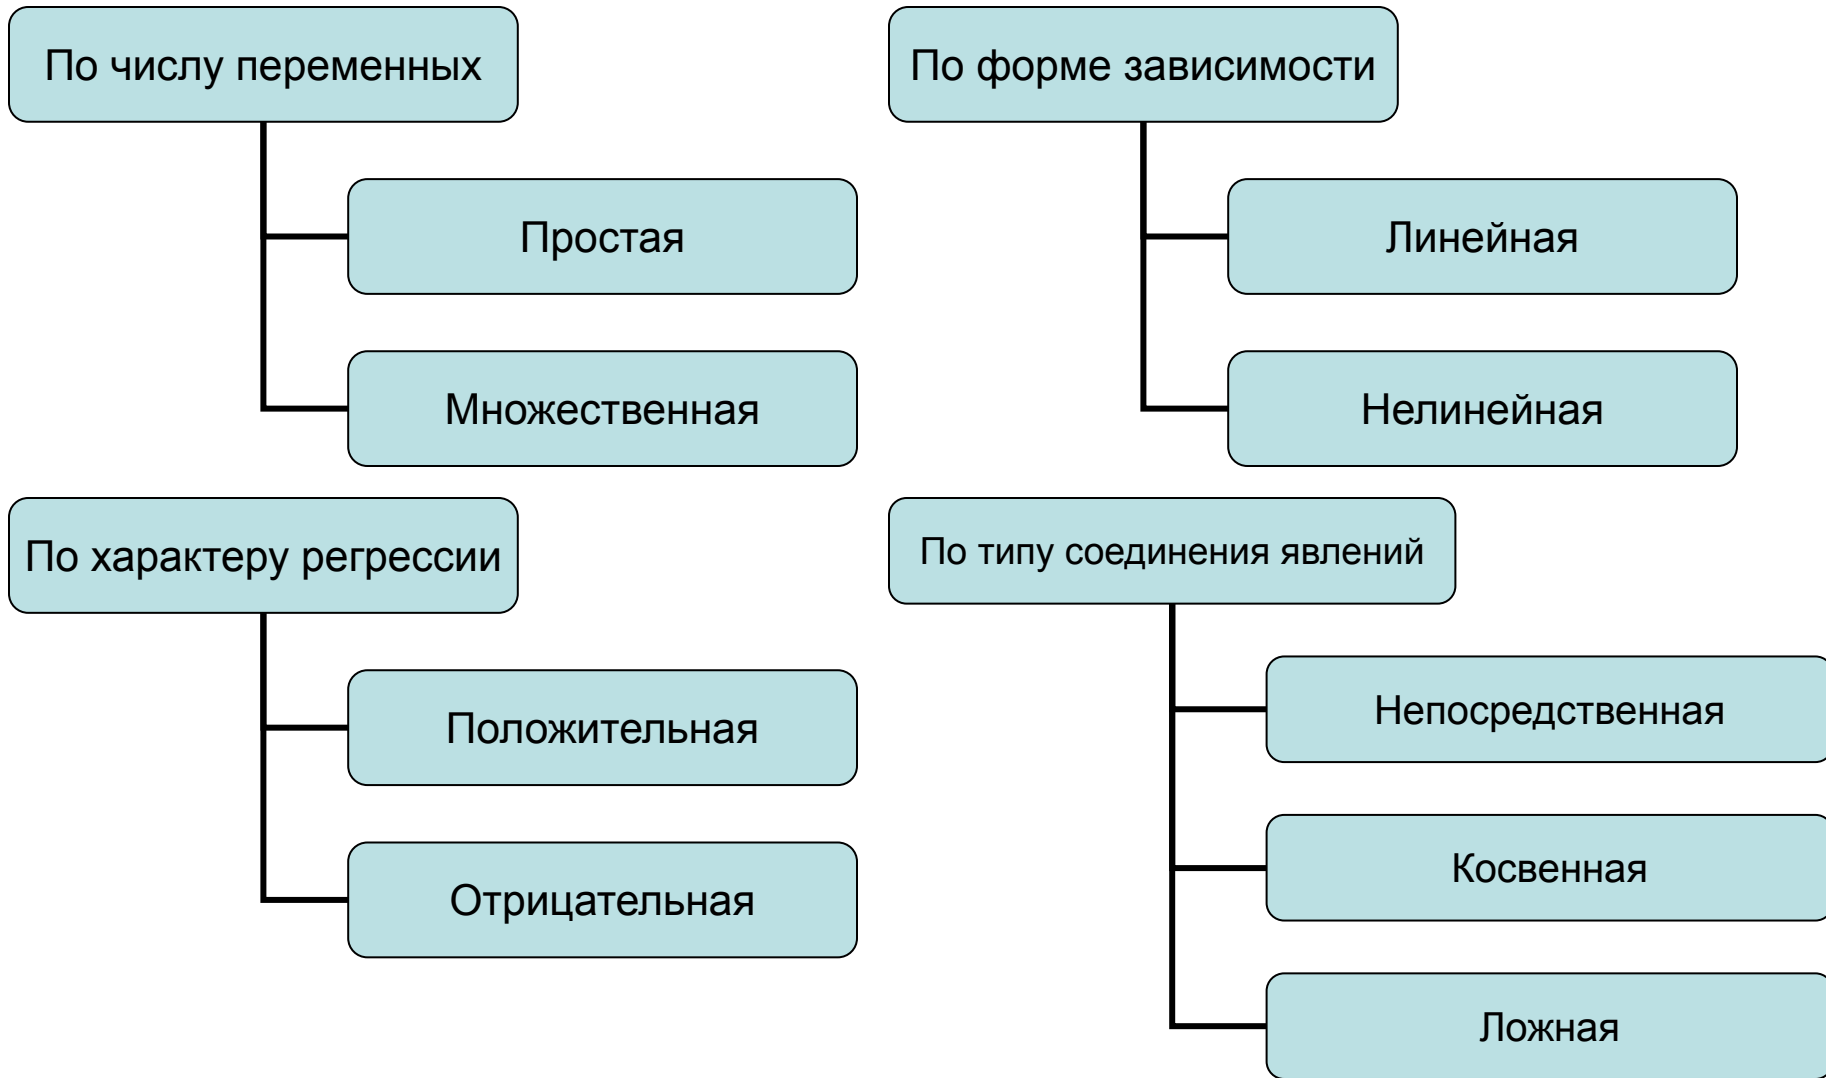 По числу переменных
Простая
Множественная
По форме зависимости
Линейная
Нелинейная
По характеру регрессии
Положительная
Отрицательная
По типу соединения явлений
Непосредственная
Косвенная
Ложная